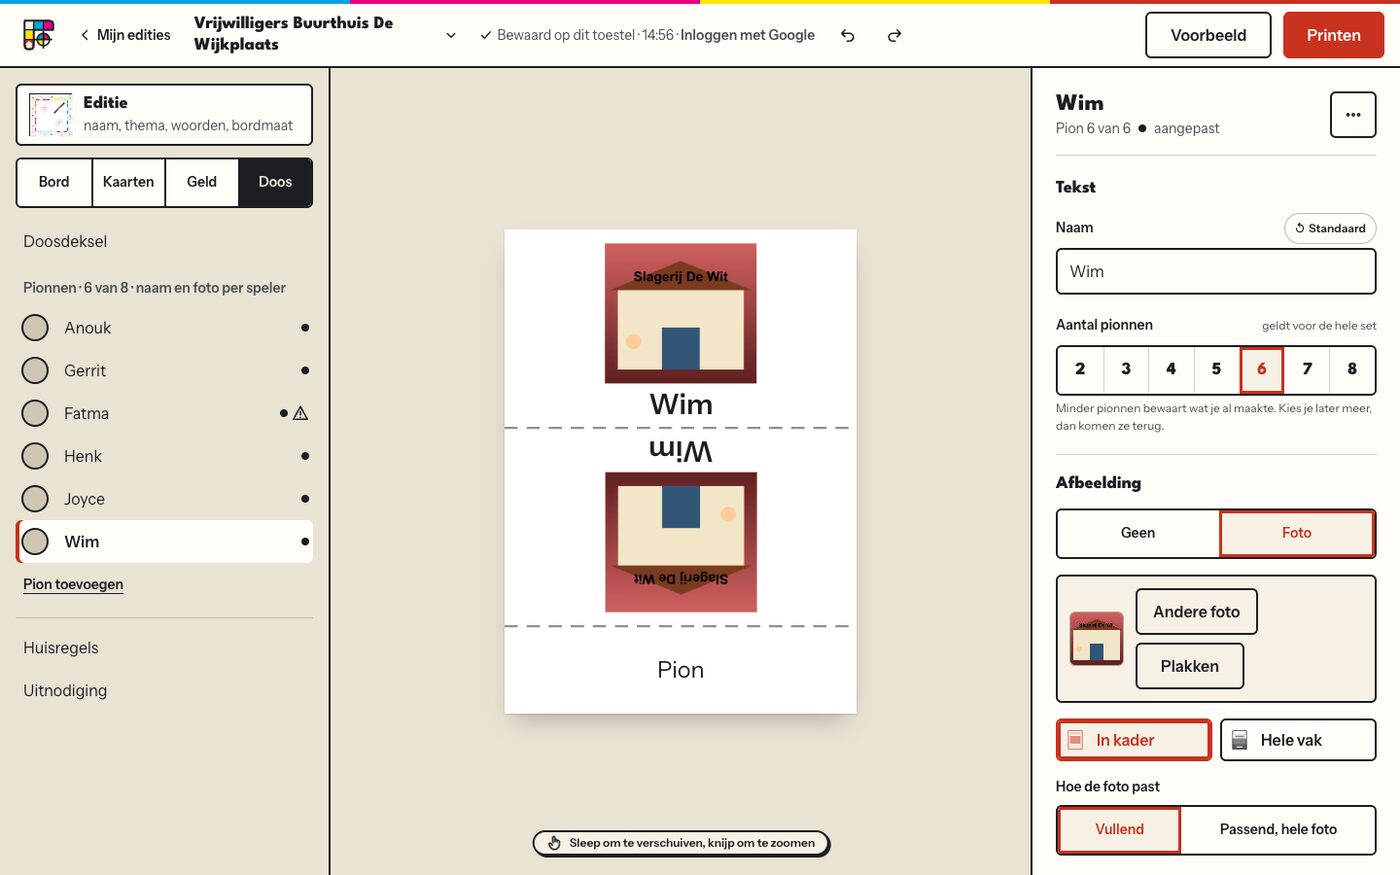 Mijn edities
Vrijwilligers Buurthuis De
Wijkplaats
Bewaard op dit toestel · 14:56 · Inloggen met Google
Voorbeeld
Printen
Editie
naam, thema, woorden, bordmaat
Bord
Kaarten
Geld
Doos
Doosdeksel
Pionnen · 6 van 8 · naam en foto per speler
Anouk
Gerrit
Fatma
Henk
Joyce
Wim
Pion toevoegen
Huisregels
Uitnodiging
Slagerij De Wit
Wim
Wim
Slagerij De Wit
Pion
Sleep om te verschuiven, knijp om te zoomen
Wim
Pion 6 van 6 ● aangepast
Tekst
Naam
Standaard
Wim
Aantal pionnen
geldt voor de hele set
2 3 4 5 6 7 8
Minder pionnen bewaart wat je al maakte. Kies je later meer,
dan komen ze terug.
Afbeelding
Geen
Foto
Slagerij De Wit
Andere foto
Plakken
In kader
Hele vak
Hoe de foto past
Vullend
Passend, hele foto